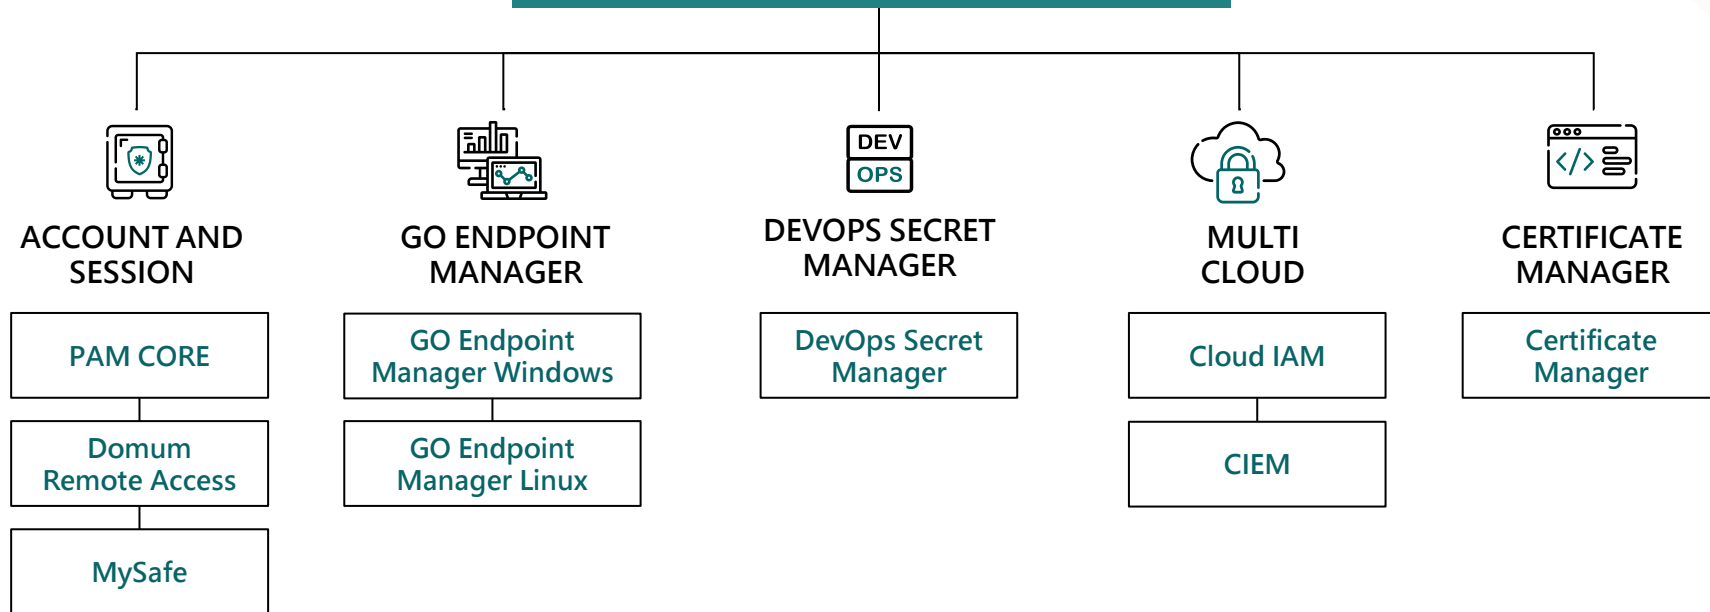 DEV
OPS
</>
ACCOUNT AND
SESSION
GO ENDPOINT
MANAGER
DEVOPS SECRET
MANAGER
MULTI
CLOUD
CERTIFICATE
MANAGER
PAM CORE
Domum
Remote Access
MySafe
GO Endpoint
Manager Windows
GO Endpoint
Manager Linux
DevOps Secret
Manager
Cloud IAM
CIEM
Certificate
Manager